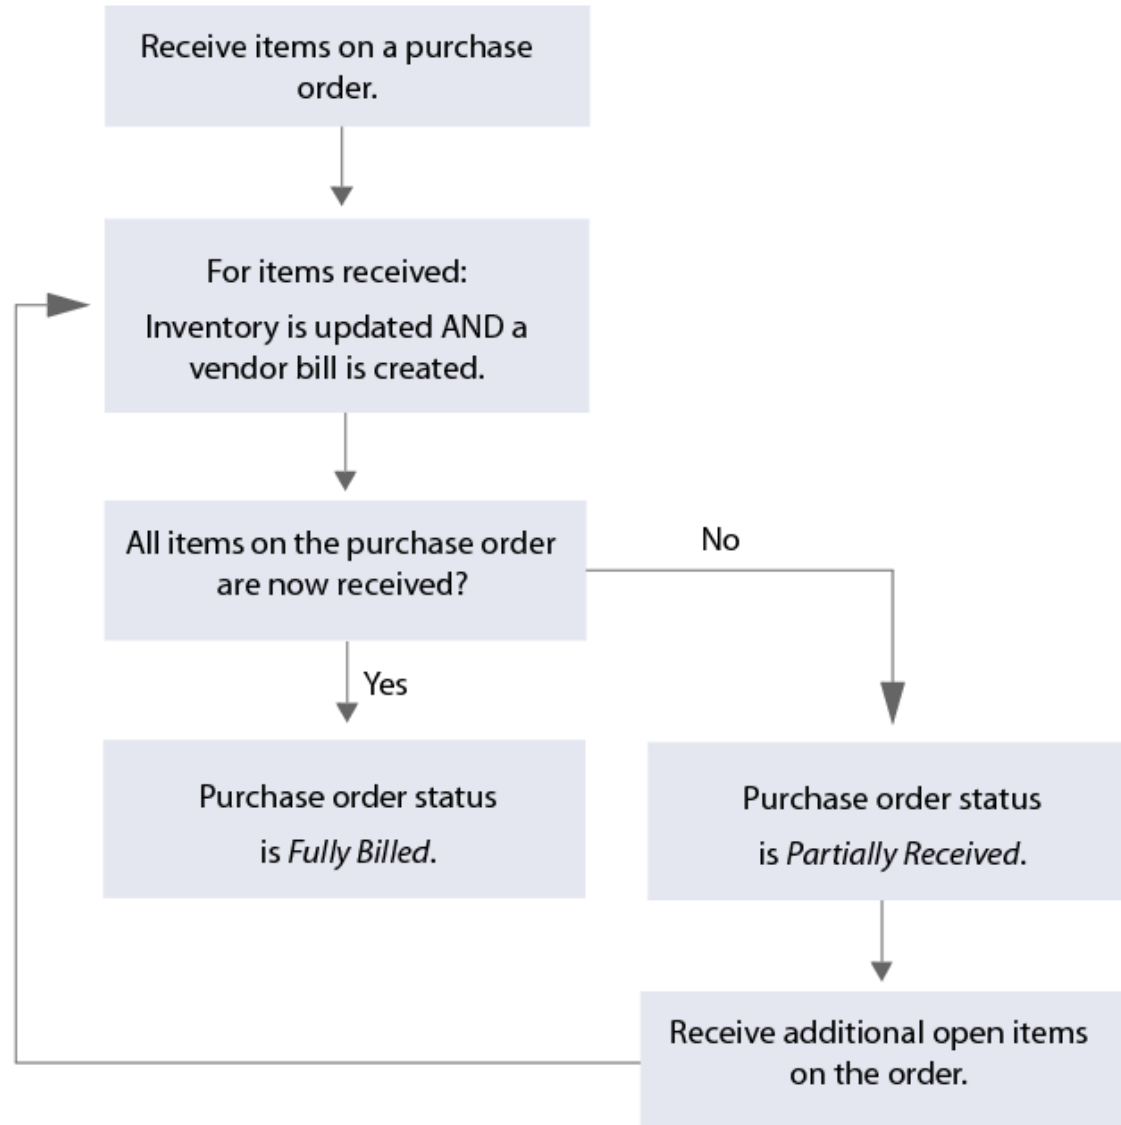 Receive items on a purchase
order.
For items received:
Inventory is updated AND a
vendor bill is created.
All items on the purchase order
are now received?
No
Yes
Purchase order status
is Fully Billed.
Purchase order status
is Partially Received.
Receive additional open items
on the order.